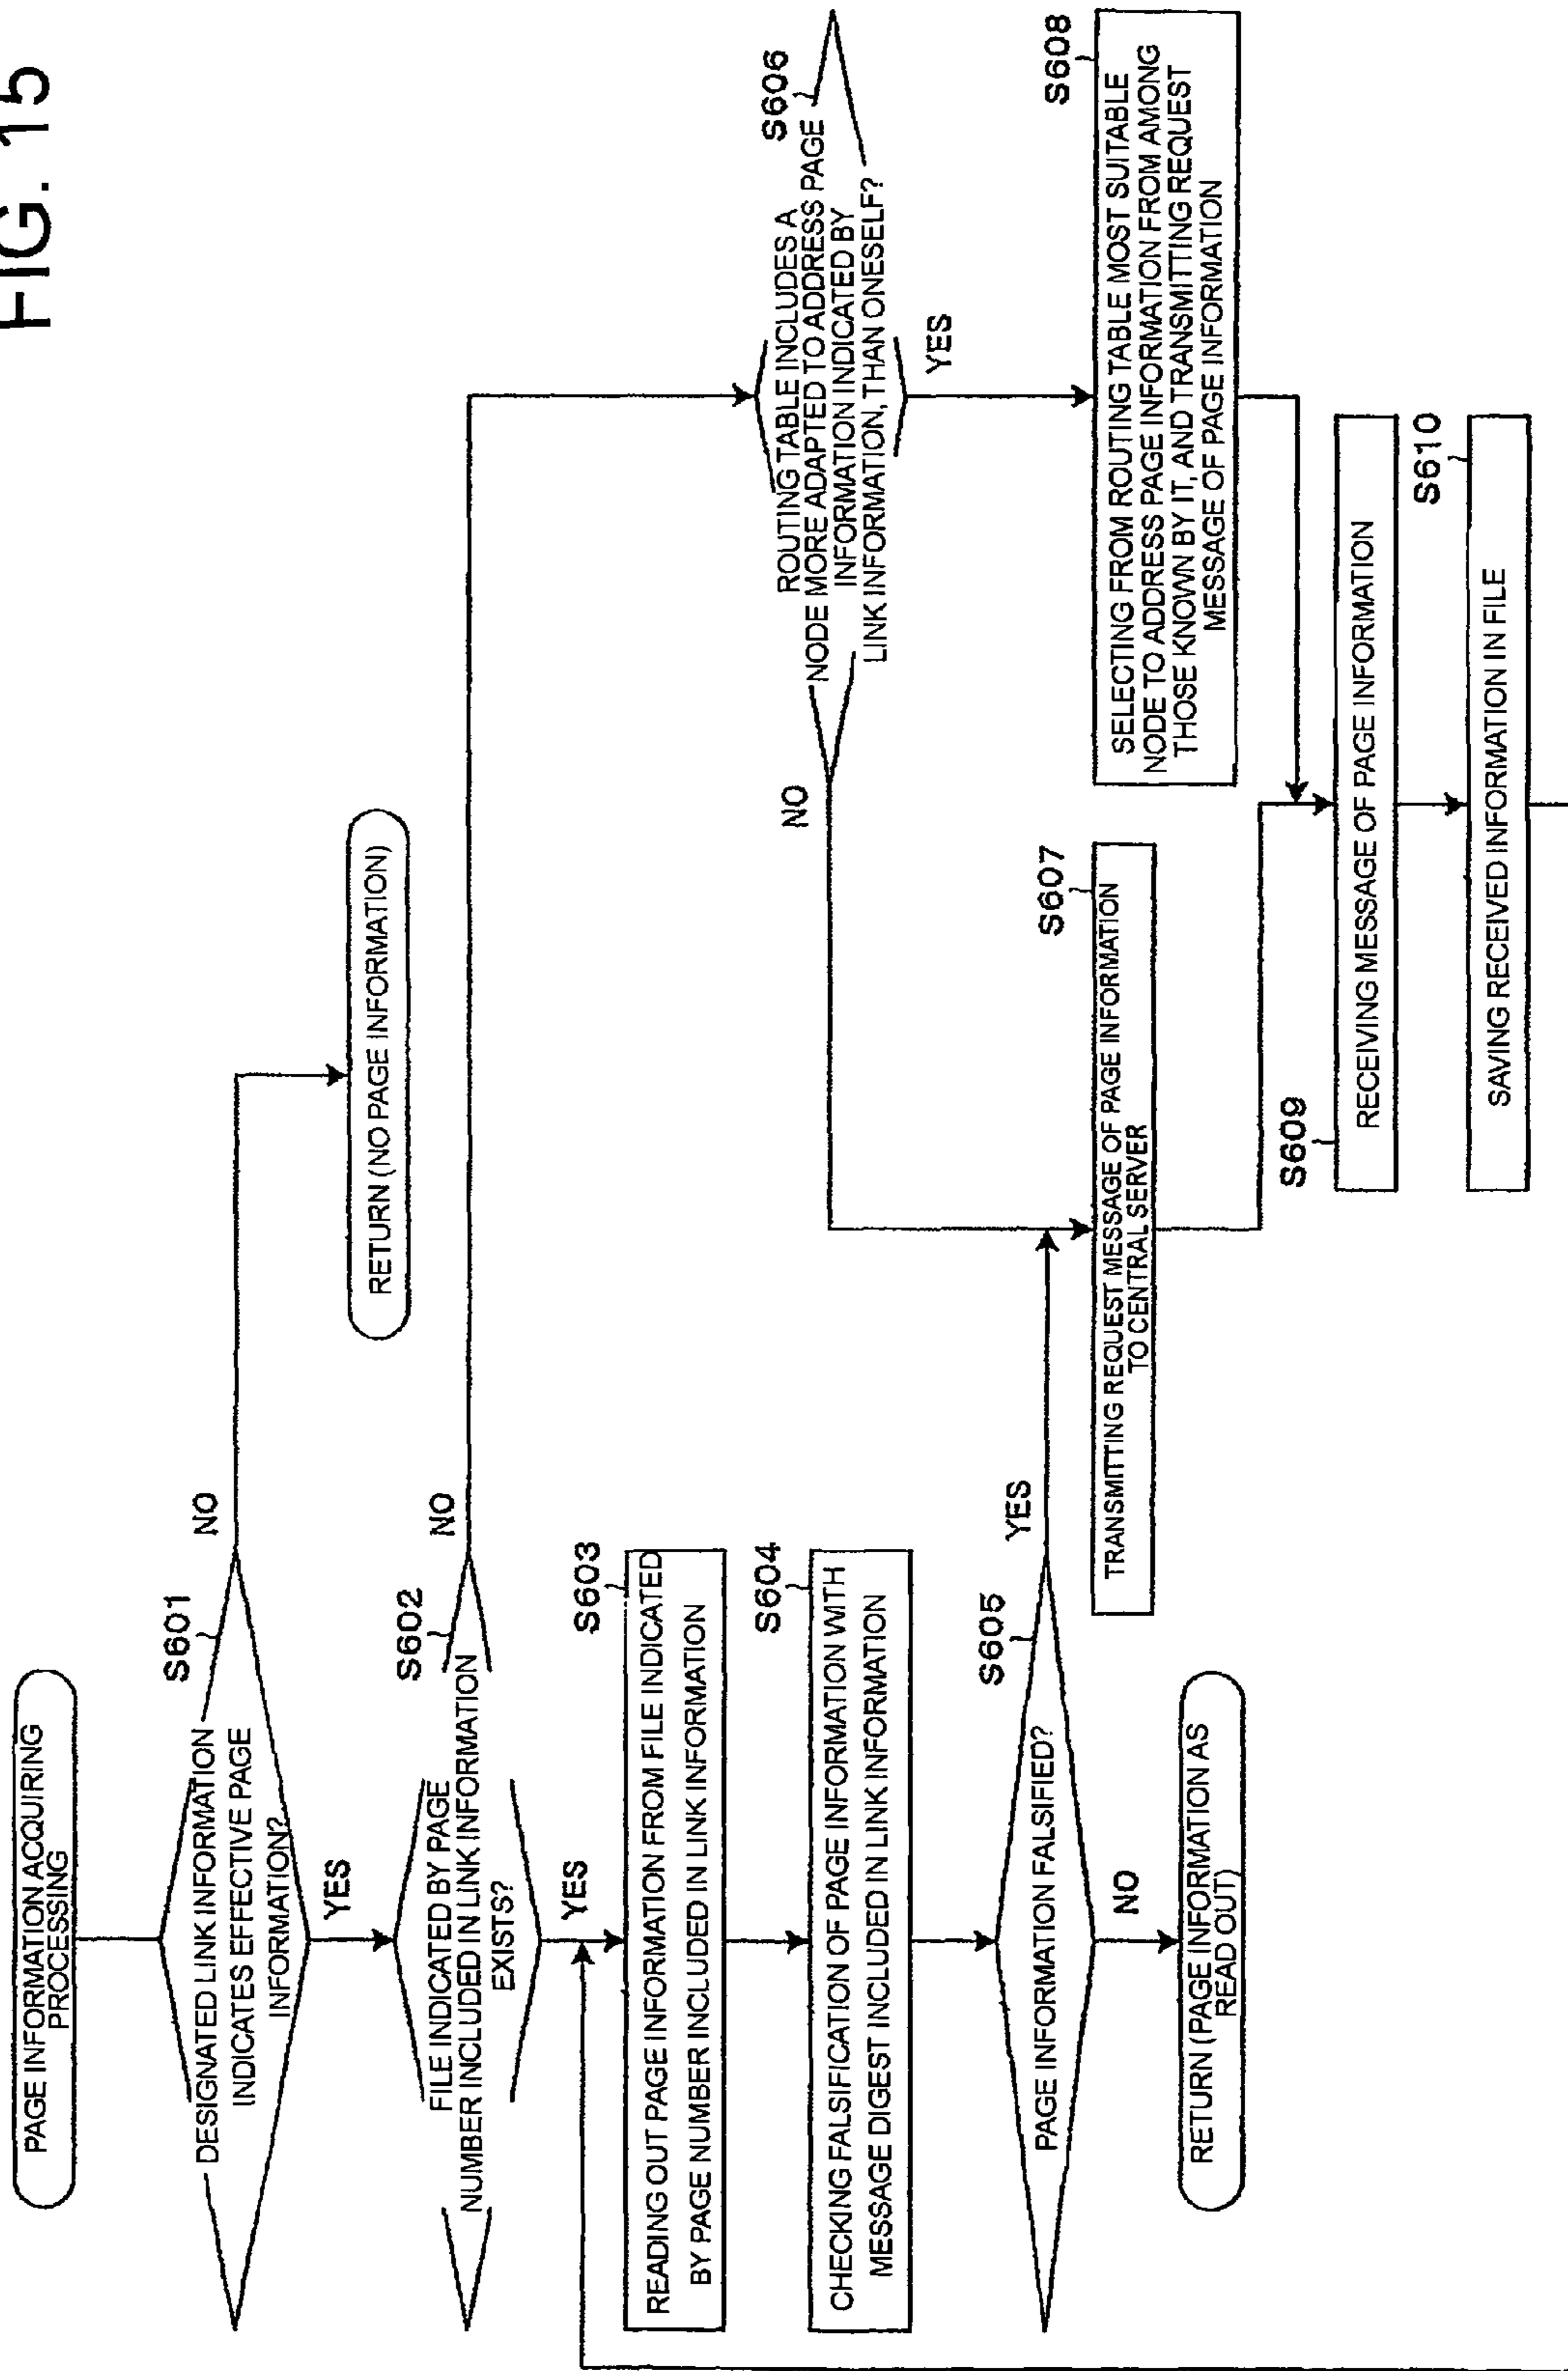 FIG. 15
PAGE INFORMATION ACQUIRING
PROCESSING
S601
DESIGNATED LINK INFORMATION
INDICATES EFFECTIVE PAGE
INFORMATION?
NO
YES
RETURN (NO PAGE INFORMATION)
S602
FILE INDICATED BY PAGE
NUMBER INCLUDED IN LINK INFORMATION
EXISTS?
NO
YES
S603
READING OUT PAGE INFORMATION FROM FILE INDICATED
BY PAGE NUMBER INCLUDED IN LINK INFORMATION
S604
CHECKING FALSIFICATION OF PAGE INFORMATION WITH
MESSAGE DIGEST INCLUDED IN LINK INFORMATION
S605
PAGE INFORMATION FALSIFIED?
YES
NO
RETURN (PAGE INFORMATION AS
READ OUT)
S606
ROUTING TABLE INCLUDES A
NODE MORE ADAPTED TO ADDRESS PAGE
INFORMATION INDICATED BY
LINK INFORMATION, THAN ONESELF?
NO
YES
S607
TRANSMITTING REQUEST MESSAGE OF PAGE INFORMATION
TO CENTRAL SERVER
S608
SELECTING FROM ROUTING TABLE MOST SUITABLE
NODE TO ADDRESS PAGE INFORMATION FROM AMONG
THOSE KNOWN BY IT, AND TRANSMITTING REQUEST
MESSAGE OF PAGE INFORMATION
S609
RECEIVING MESSAGE OF PAGE INFORMATION
S610
SAVING RECEIVED INFORMATION IN FILE